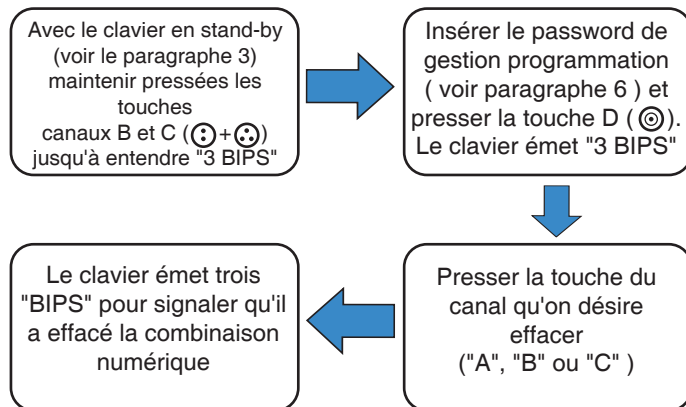 Avec le clavier en stand-by
(voir le paragraphe 3)
maintenir pressées les
touches
canaux B et C (+)
jusqu'à entendre "3 BIPS"
Insérer le password de
gestion programmation
( voir paragraphe 6 ) et
presser la touche D ( ).
Le clavier émet "3 BIPS"
Presser la touche du
canal qu'on désire
effacer
("A", "B" ou "C" )
Le clavier émet trois
"BIPS" pour signaler qu'il
a effacé la combinaison
numérique